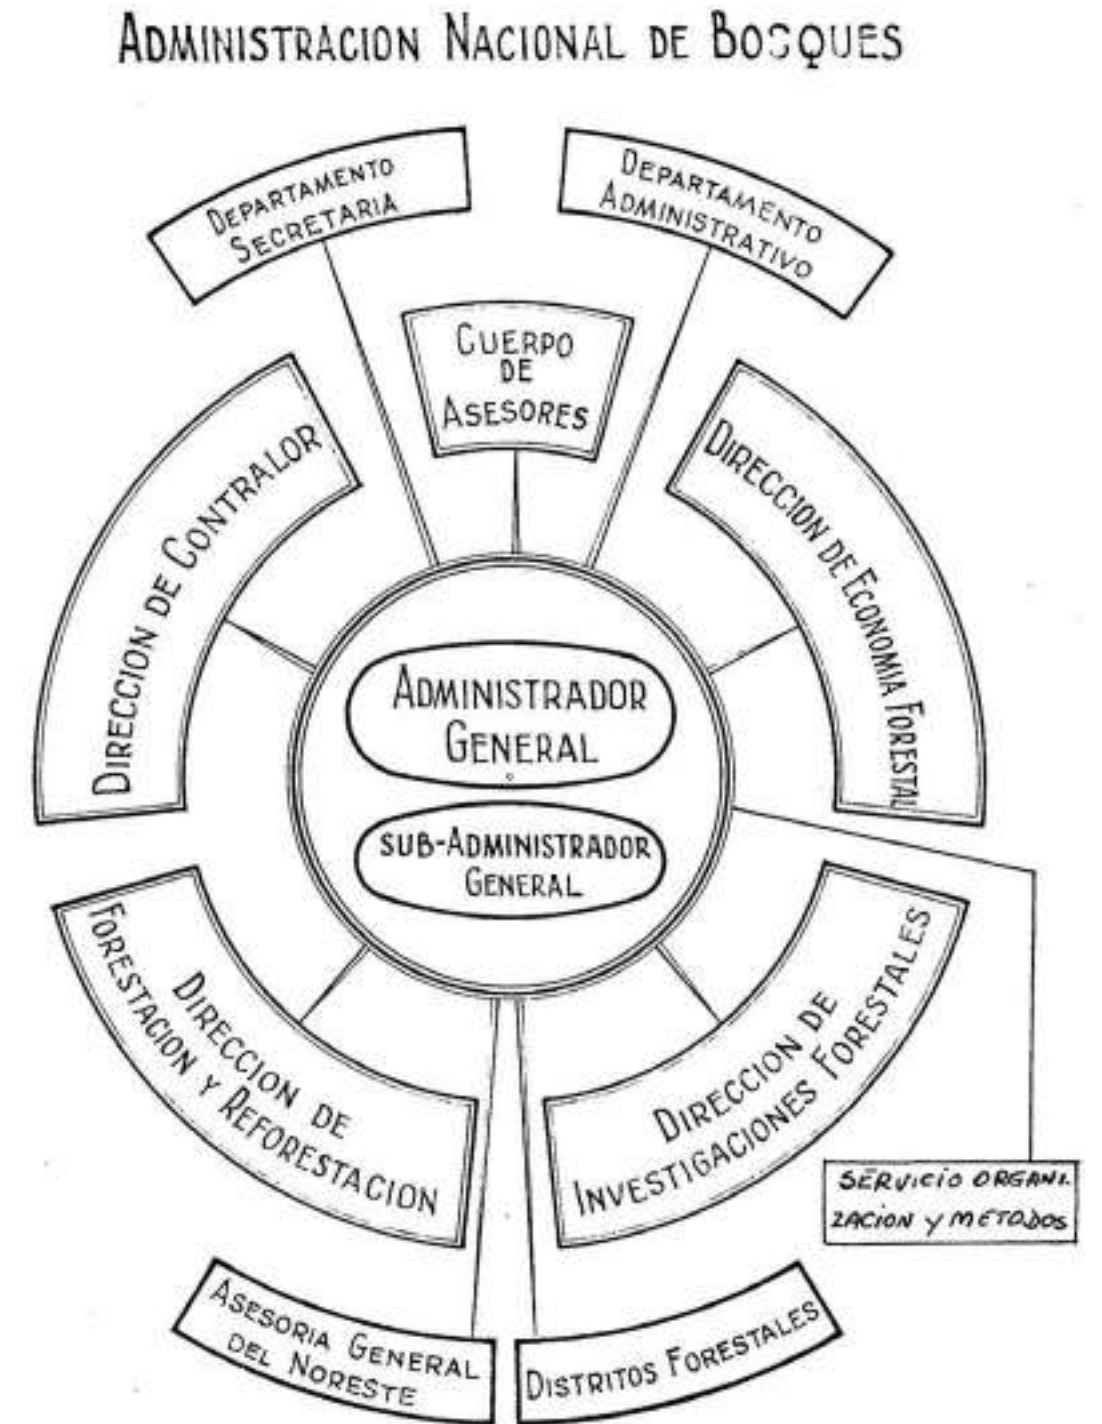 ADMINISTRACION NACIONAL DE BOSQUES
DEPARTAMENTO
SECRETARIA
DEPARTAMENTO
ADMINISTRATIVO
CUERPO
DE
ASESORES
DIRECCION DE CONTRALOR
DIRECCION DE ECONOMIA FORESTAL
ADMINISTRADOR
GENERAL
SUB-ADMINISTRADOR
GENERAL
DIRECCION DE
FORESTACION Y REFORESTACION
DIRECCION DE
INVESTIGACIONES FORESTALES
SERVICIO ORGANI-
ZACION Y METODOS
ASESORIA GENERAL
DEL NORESTE
DISTRITOS FORESTALES